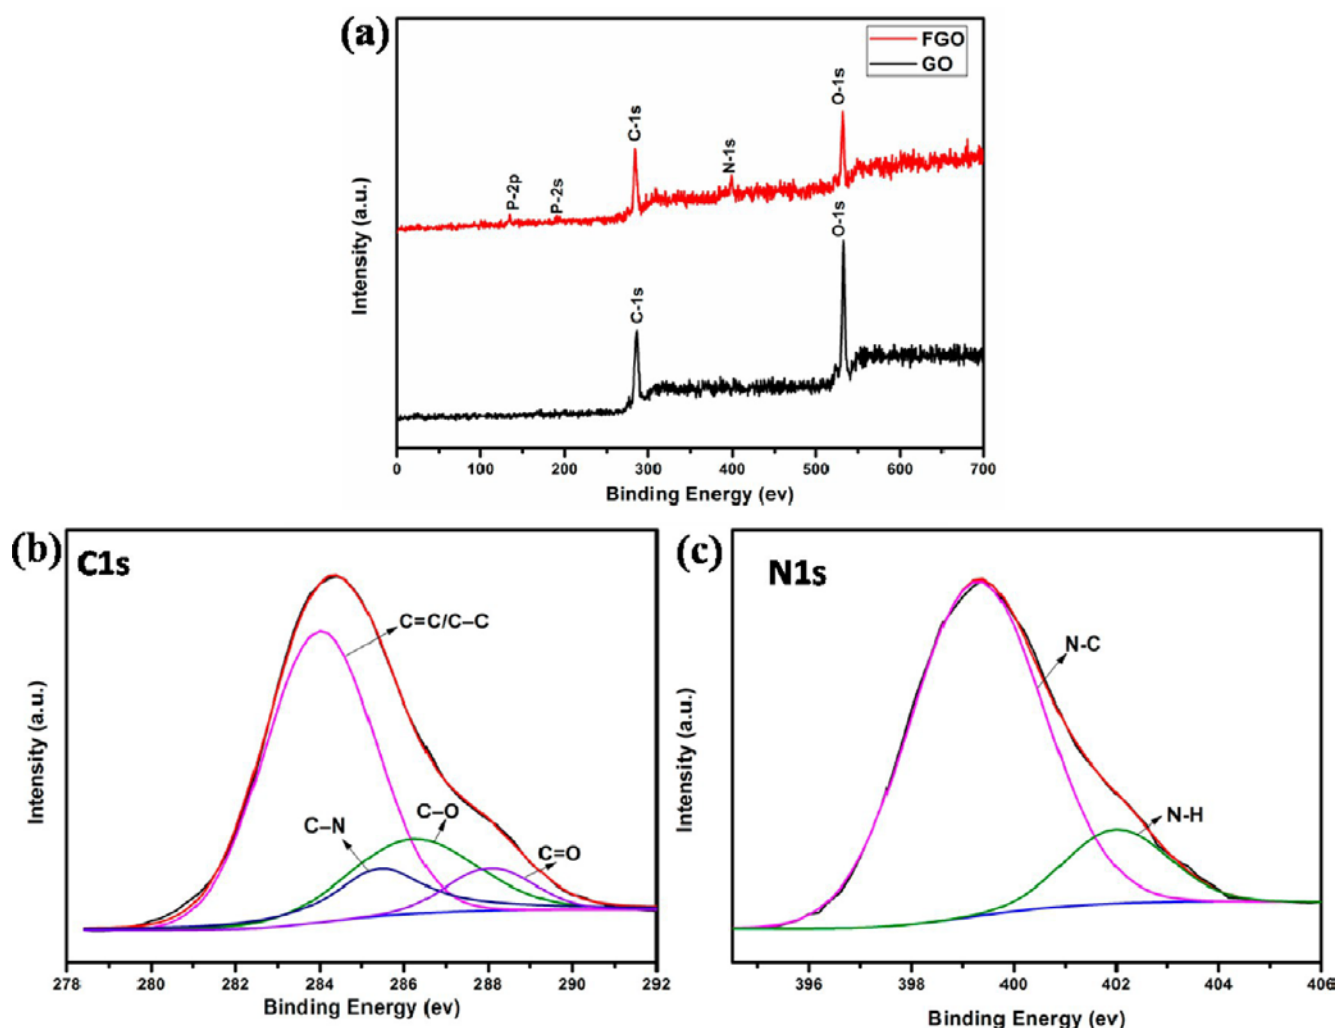 (a)
FGO
GO
P-2p
P-2s
C-1s
N-1s
O-1s
C-1s
O-1s
Intensity (a.u.)
0 100 200 300 400 500 600 700
Binding Energy (ev)
(b)
C1s
C=C/C–C
C–N
C–O
C=O
Intensity (a.u.)
278 280 282 284 286 288 290 292
Binding Energy (ev)
(c)
N1s
N-C
N-H
Intensity (a.u.)
396 398 400 402 404 406
Binding Energy (ev)